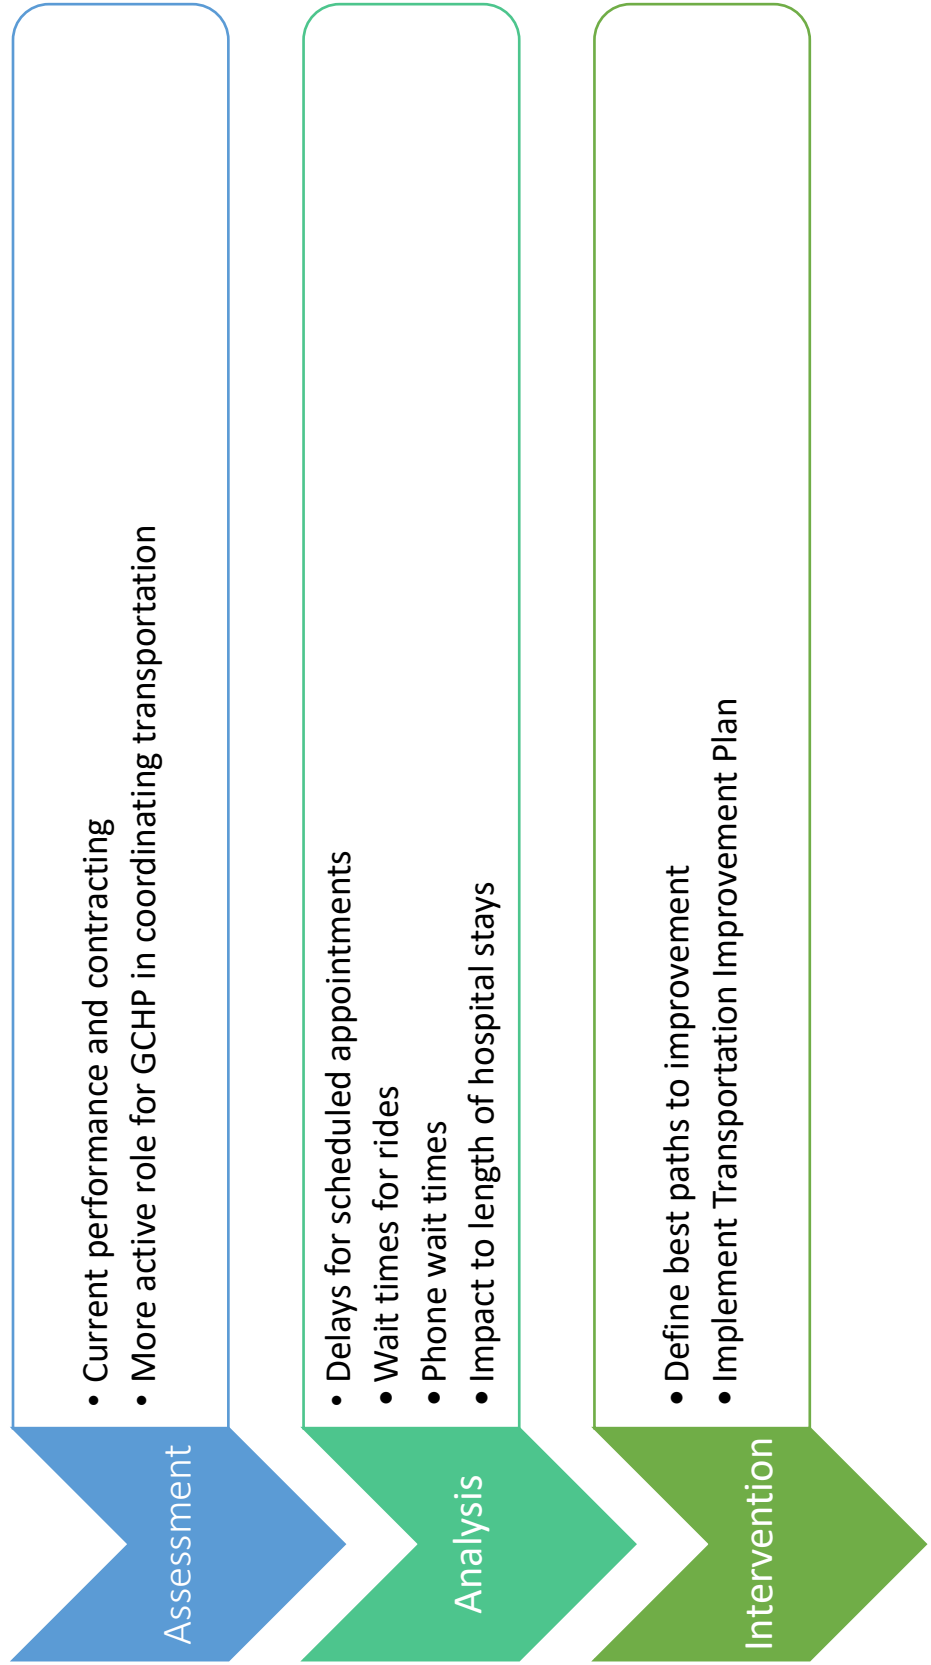 Assessment
• Current performance and contracting
• More active role for GCHP in coordinating transportation
Analysis
• Delays for scheduled appointments
• Wait times for rides
• Phone wait times
• Impact to length of hospital stays
Intervention
• Define best paths to improvement
• Implement Transportation Improvement Plan